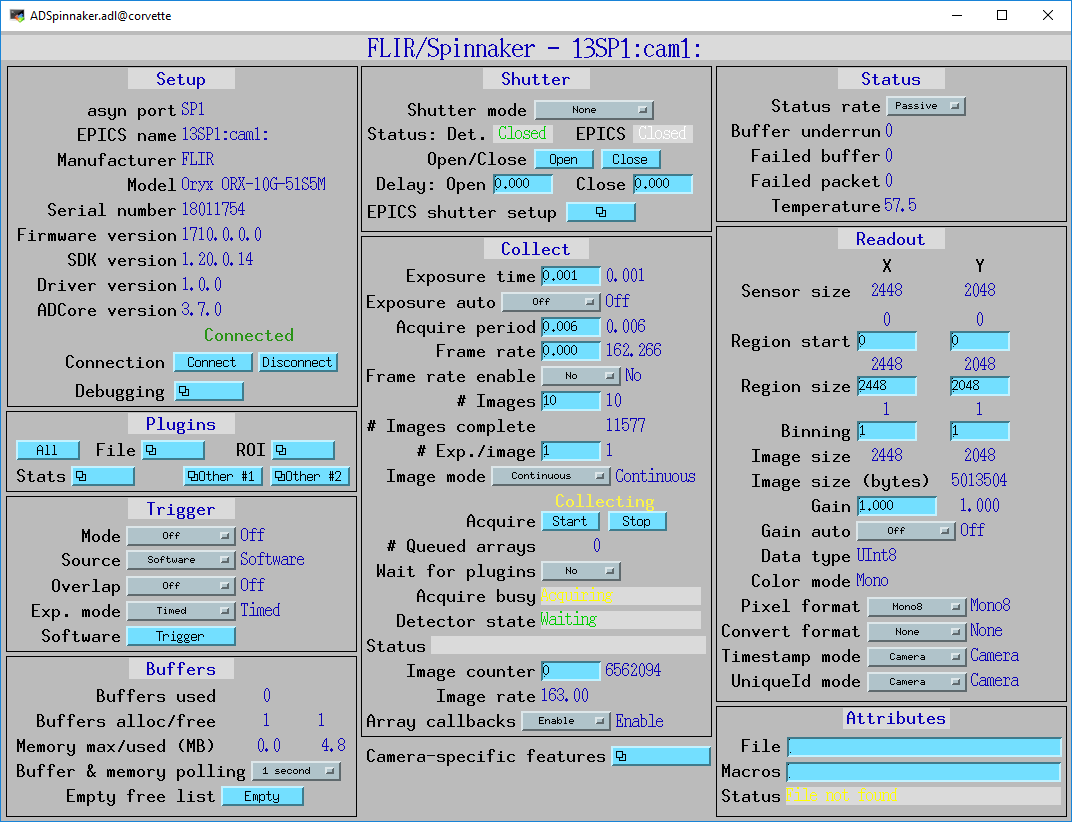 ADSpinnaker.adl@corvette
FLIR/Spinnaker - 13SP1:cam1:
Setup
asyn port SP1
EPICS name 13SP1:cam1:
Manufacturer FLIR
Model Oryx ORX-10G-51S5M
Serial number 18011754
Firmware version 1710.0.0.0
SDK version 1.20.0.14
Driver version 1.0.0
ADCore version 3.7.0
Connected
Connection Connect Disconnect
Debugging
Plugins
All File ROI
Stats Other #1 Other #2
Trigger
Mode Off Off
Source Software Software
Overlap Off Off
Exp. mode Timed Timed
Software Trigger
Buffers
Buffers used 0
Buffers alloc/free 1 1
Memory max/used (MB) 0.0 4.8
Buffer & memory polling 1 second
Empty free list Empty
Shutter
Shutter mode None
Status: Det. Closed EPICS Closed
Open/Close Open Close
Delay: Open 0.000 Close 0.000
EPICS shutter setup
Collect
Exposure time 0.001 0.001
Exposure auto Off Off
Acquire period 0.006 0.006
Frame rate 0.000 162.266
Frame rate enable No No
# Images 10 10
# Images complete 11577
# Exp./image 1 1
Image mode Continuous Continuous
Collecting
Acquire Start Stop
# Queued arrays 0
Wait for plugins No
Acquire busy Acquiring
Detector state Waiting
Status
Image counter 0 6562094
Image rate 163.00
Array callbacks Enable Enable
Camera-specific features
Status
Status rate Passive
Buffer underrun 0
Failed buffer 0
Failed packet 0
Temperature 57.5
Readout
X Y
Sensor size 2448 2048
0 0
Region start 0 0
2448 2048
Region size 2448 2048
1 1
Binning 1 1
Image size 2448 2048
Image size (bytes) 5013504
Gain 1.000 1.000
Gain auto Off Off
Data type UInt8
Color mode Mono
Pixel format Mono8 Mono8
Convert format None None
Timestamp mode Camera Camera
UniqueId mode Camera Camera
Attributes
File
Macros
Status File not found